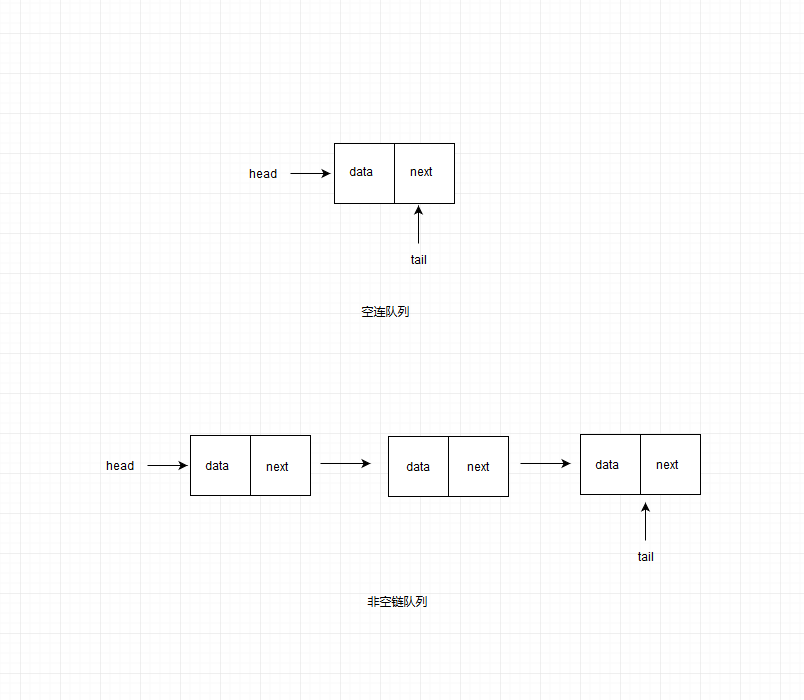 head
data
next
tail
空连队列
head
data
next
data
next
data
next
tail
非空链队列